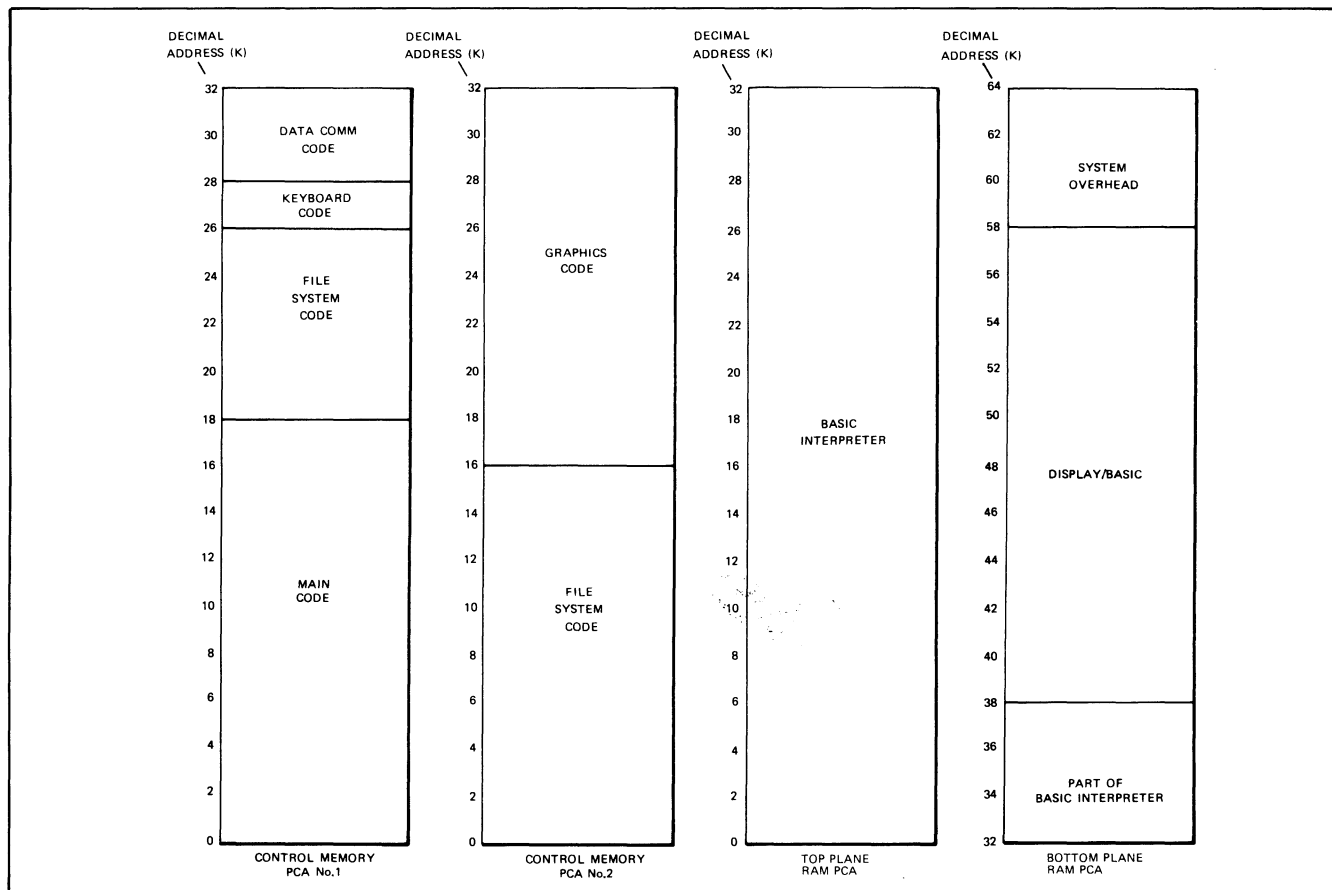 DECIMAL
ADDRESS (K)
32
30
28
26
24
22
20
18
16
14
12
10
8
6
4
2
0
DATA COMM
CODE
KEYBOARD
CODE
FILE
SYSTEM
CODE
MAIN
CODE
CONTROL MEMORY
PCA No.1
DECIMAL
ADDRESS (K)
32
30
28
26
24
22
20
18
16
14
12
10
8
6
4
2
0
GRAPHICS
CODE
FILE
SYSTEM
CODE
CONTROL MEMORY
PCA No.2
DECIMAL
ADDRESS (K)
32
30
28
26
24
22
20
18
16
14
12
10
8
6
4
2
0
BASIC
INTERPRETER
TOP PLANE
RAM PCA
DECIMAL
ADDRESS (K)
64
62
60
58
56
54
52
50
48
46
44
42
40
38
36
34
32
SYSTEM
OVERHEAD
DISPLAY/BASIC
PART OF
BASIC INTERPRETER
BOTTOM PLANE
RAM PCA